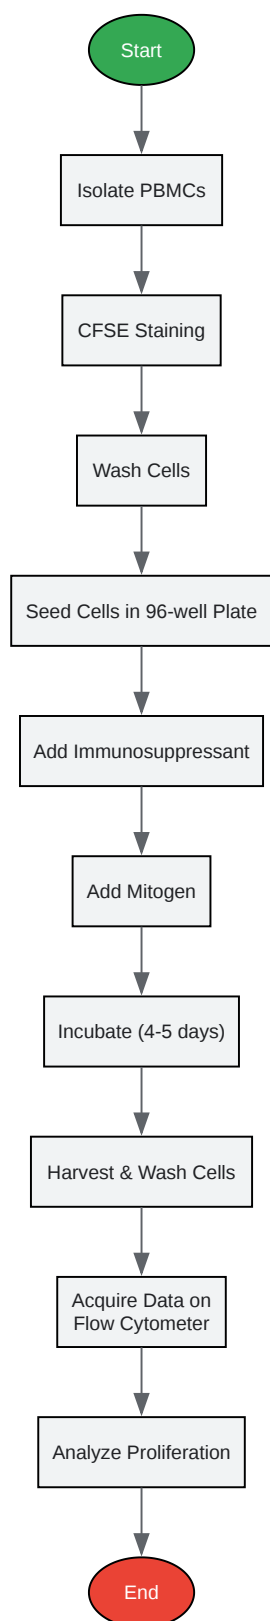 Start
Isolate PBMCs
CFSE Staining
Wash Cells
Seed Cells in 96-well Plate
Add Immunosuppressant
Add Mitogen
Incubate (4-5 days)
Harvest & Wash Cells
Acquire Data on
Flow Cytometer
Analyze Proliferation
End